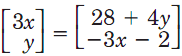 [3x] = [28 + 4y]
[y] = [−3x − 2]